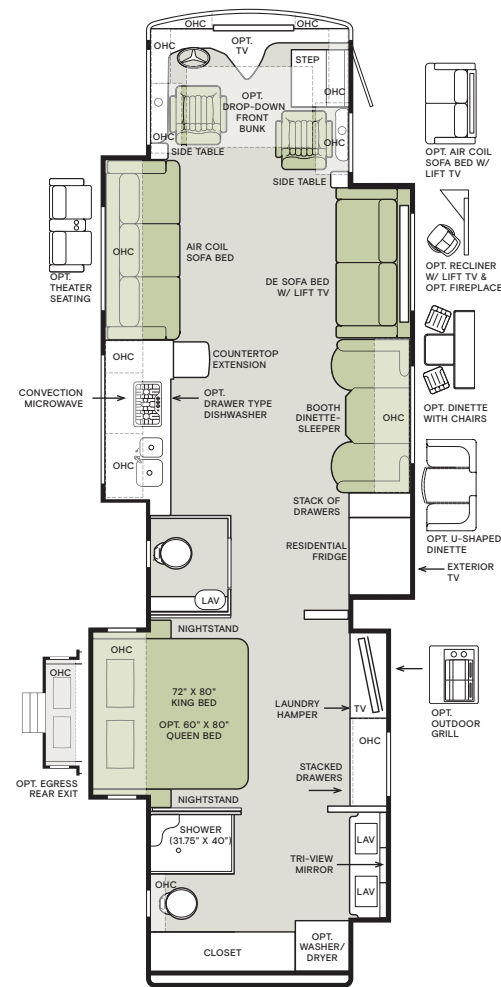 OHC
OHC
OPT.
TV
OHC
STEP
OPT.
DROP-DOWN
FRONT
BUNK
OHC
OHC
OHC
SIDE TABLE
SIDE TABLE
OPT. AIR COIL
SOFA BED W/
LIFT TV
OPT.
THEATER
SEATING
OHC
AIR COIL
SOFA BED
DE SOFA BED
W/ LIFT TV
OPT. RECLINER
W/ LIFT TV &
OPT. FIREPLACE
OHC
COUNTERTOP
EXTENSION
CONVECTION
MICROWAVE
OPT.
DRAWER TYPE
DISHWASHER
BOOTH
DINETTE-
SLEEPER
OHC
OPT. DINETTE
WITH CHAIRS
OHC
STACK OF
DRAWERS
RESIDENTIAL
FRIDGE
OPT. U-SHAPED
DINETTE
EXTERIOR
TV
LAV
NIGHTSTAND
OHC
OHC
72" X 80"
KING BED
OPT. 60" X 80"
QUEEN BED
LAUNDRY
HAMPER
TV
OPT.
OUTDOOR
GRILL
OHC
OPT. EGRESS
REAR EXIT
STACKED
DRAWERS
NIGHTSTAND
SHOWER
(31.75" X 40")
LAV
TRI-VIEW
MIRROR
LAV
OHC
CLOSET
OPT.
WASHER/
DRYER